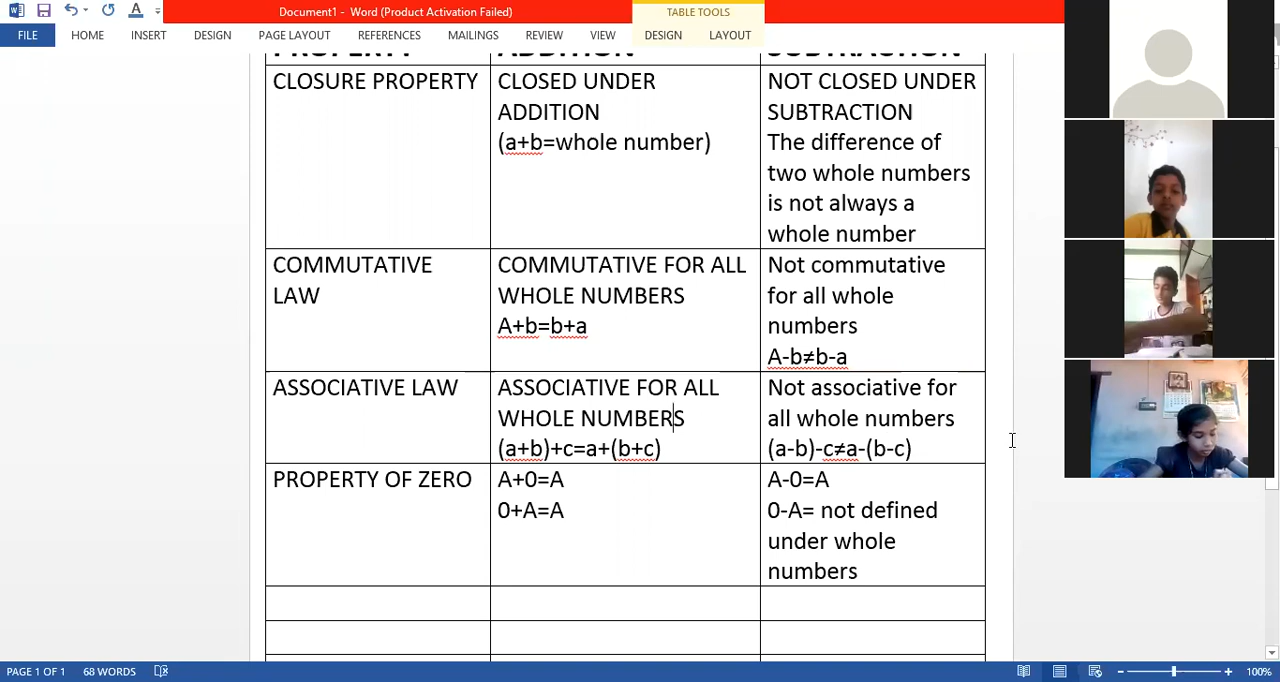 Document1 - Word (Product Activation Failed)
TABLE TOOLS
FILE HOME INSERT DESIGN PAGE LAYOUT REFERENCES MAILINGS REVIEW VIEW DESIGN LAYOUT
PROPERTY ADDITION SUBTRACTION
CLOSURE PROPERTY
CLOSED UNDER
ADDITION
(a+b=whole number)
NOT CLOSED UNDER
SUBTRACTION
The difference of
two whole numbers
is not always a
whole number
COMMUTATIVE
LAW
COMMUTATIVE FOR ALL
WHOLE NUMBERS
A+b=b+a
Not commutative
for all whole
numbers
A-b≠b-a
ASSOCIATIVE LAW
ASSOCIATIVE FOR ALL
WHOLE NUMBERS
(a+b)+c=a+(b+c)
Not associative for
all whole numbers
(a-b)-c≠a-(b-c)
PROPERTY OF ZERO
A+0=A
0+A=A
A-0=A
0-A= not defined
under whole
numbers
PAGE 1 OF 1 68 WORDS 100%